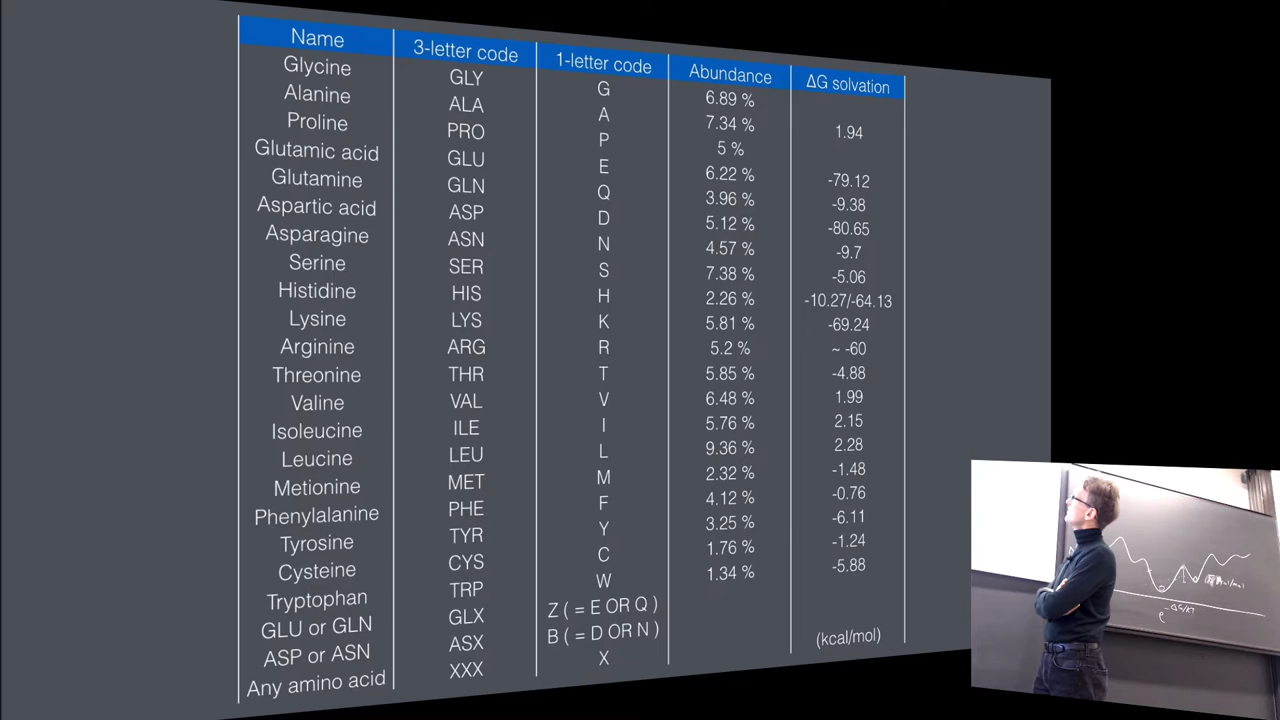 Name 3-letter code 1-letter code Abundance ΔG solvation
Glycine GLY G 6.89 %
Alanine ALA A 7.34 % 1.94
Proline PRO P 5 %
Glutamic acid GLU E 6.22 % -79.12
Glutamine GLN Q 3.96 % -9.38
Aspartic acid ASP D 5.12 % -80.65
Asparagine ASN N 4.57 % -9.7
Serine SER S 7.38 % -5.06
Histidine HIS H 2.26 % -10.27/-64.13
Lysine LYS K 5.81 % -69.24
Arginine ARG R 5.2 % ~ -60
Threonine THR T 5.85 % -4.88
Valine VAL V 6.48 % 1.99
Isoleucine ILE I 5.76 % 2.15
Leucine LEU L 9.36 % 2.28
Metionine MET M 2.32 % -1.48
Phenylalanine PHE F 4.12 % -0.76
Tyrosine TYR Y 3.25 % -6.11
Cysteine CYS C 1.76 % -1.24
Tryptophan TRP W 1.34 % -5.88
GLU or GLN GLX Z ( = E OR Q )
ASP or ASN ASX B ( = D OR N )
Any amino acid XXX X (kcal/mol)
e-ΔG/kT